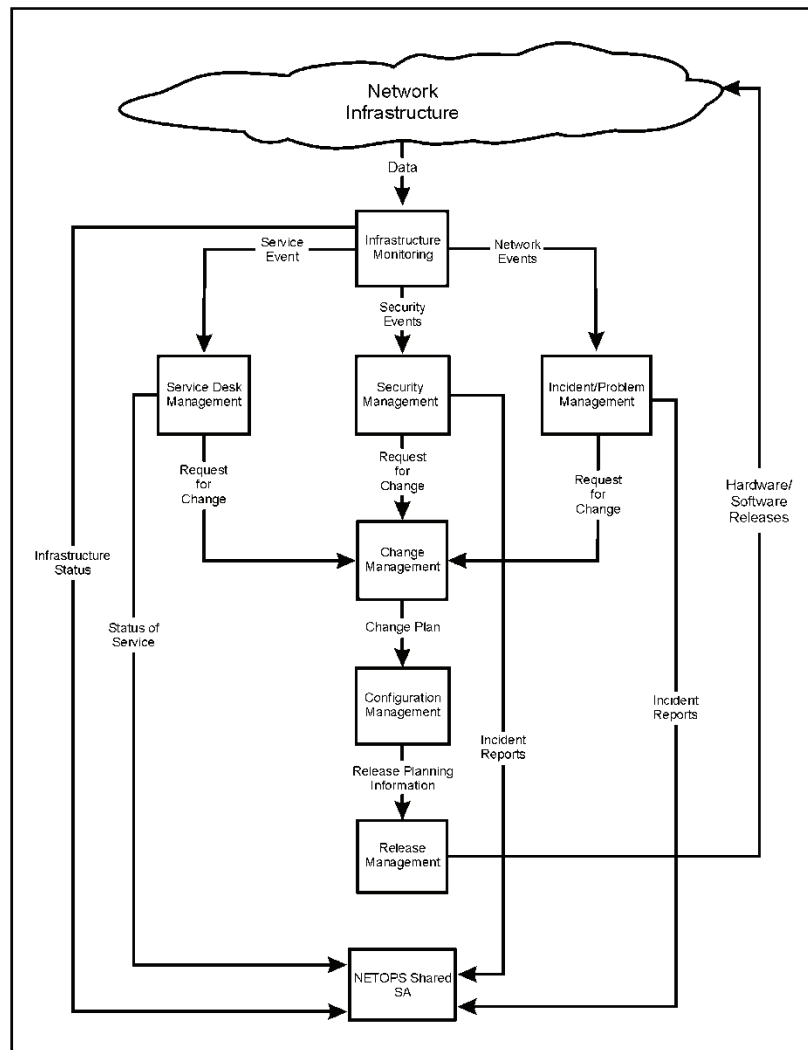 Network
Infrastructure
Data
Infrastructure
Monitoring
Service
Event
Network
Events
Security
Events
Service Desk
Management
Security
Management
Incident/Problem
Management
Request
for
Change
Request
for
Change
Request
for
Change
Hardware/
Software
Releases
Change
Management
Infrastructure
Status
Change Plan
Status of
Service
Configuration
Management
Incident
Reports
Incident
Reports
Release Planning
Information
Release
Management
NETOPS Shared
SA